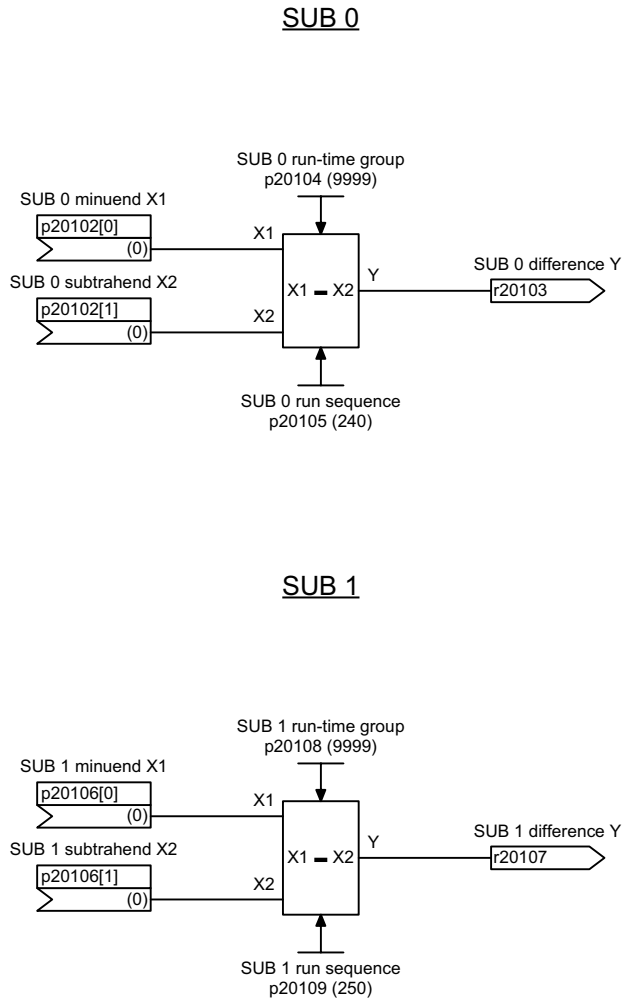 SUB 0
SUB 0 run-time group
p20104 (9999)
SUB 0 minuend X1
p20102[0]
(0)
X1
SUB 0 subtrahend X2
p20102[1]
(0)
X2
X1 – X2
Y
SUB 0 difference Y
r20103
SUB 0 run sequence
p20105 (240)
SUB 1
SUB 1 run-time group
p20108 (9999)
SUB 1 minuend X1
p20106[0]
(0)
X1
SUB 1 subtrahend X2
p20106[1]
(0)
X2
X1 – X2
Y
SUB 1 difference Y
r20107
SUB 1 run sequence
p20109 (250)